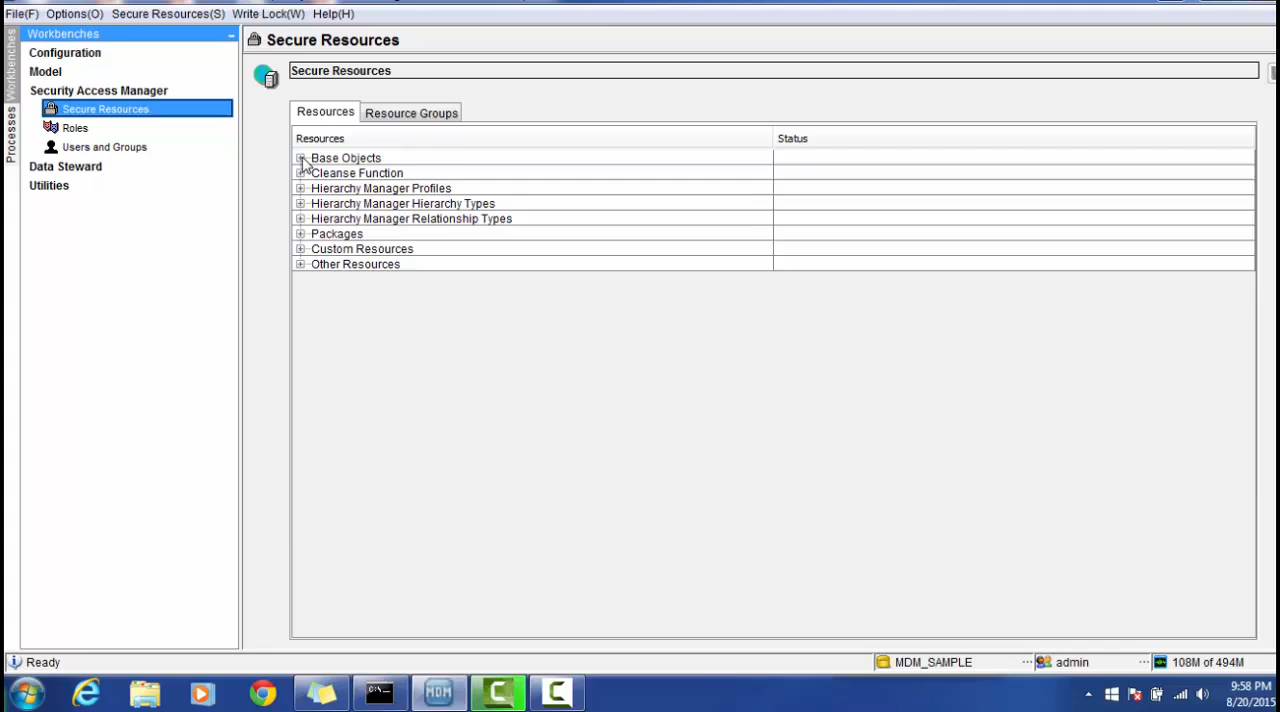 File(F) Options(O) Secure Resources(S) Write Lock(W) Help(H)
Workbenches
Processes
Workbenches
Configuration
Model
Security Access Manager
Secure Resources
Roles
Users and Groups
Data Steward
Utilities
Secure Resources
Secure Resources
Resources Resource Groups
Resources Status
Base Objects
Cleanse Function
Hierarchy Manager Profiles
Hierarchy Manager Hierarchy Types
Hierarchy Manager Relationship Types
Packages
Custom Resources
Other Resources
Ready MDM_SAMPLE admin 108M of 494M
C:\_ MDM
9:58 PM
8/20/2015